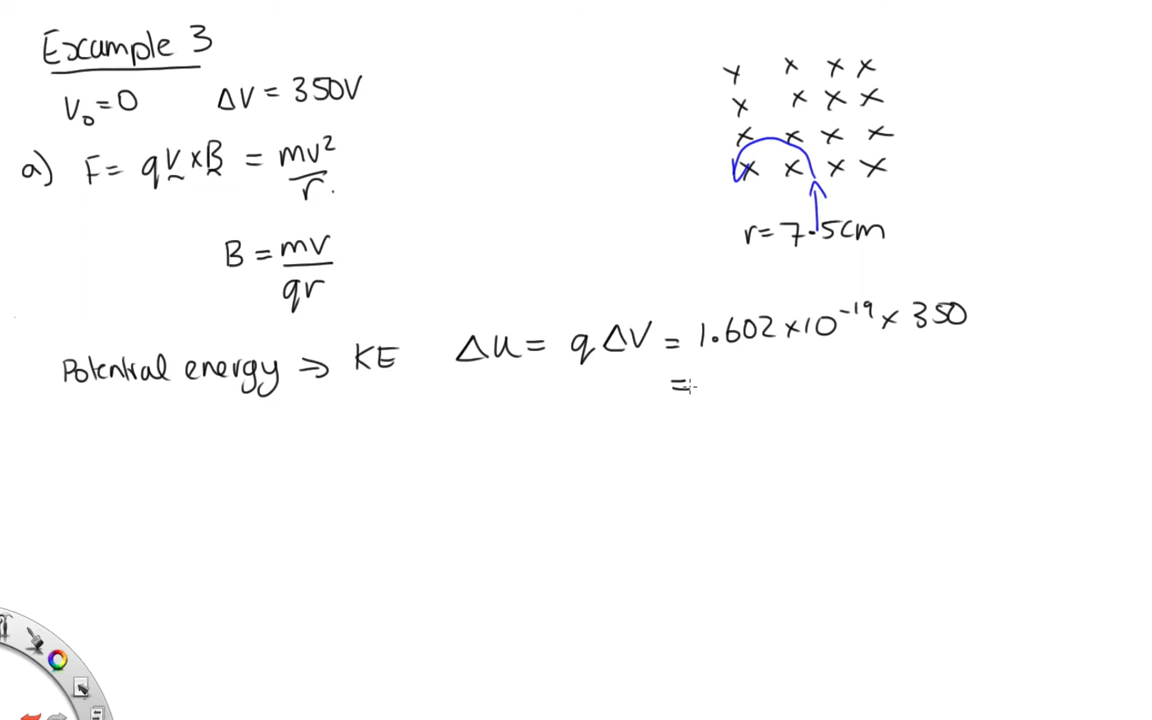 Example 3
V₀=0 ΔV = 350V
a) F= qv×B = mv²/r.
B = mv/qr
r= 7.5cm
Potential energy ⇒ KE Δu= qΔV = 1.602×10⁻¹⁹ × 350
=
× × × ×
× × × ×
× × × ×
× × × ×